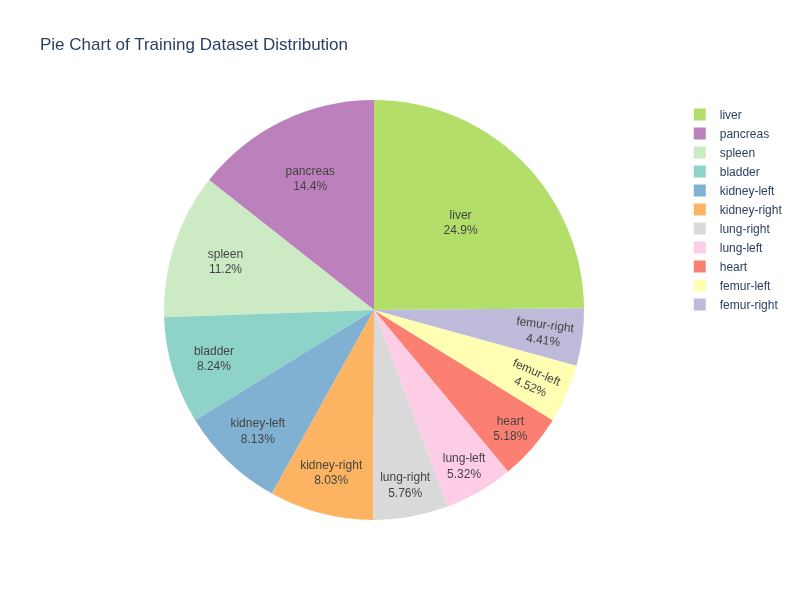 Pie Chart of Training Dataset Distribution
liver
24.9%
pancreas
14.4%
spleen
11.2%
bladder
8.24%
kidney-left
8.13%
kidney-right
8.03%
lung-right
5.76%
lung-left
5.32%
heart
5.18%
femur-left
4.52%
femur-right
4.41%
liver
pancreas
spleen
bladder
kidney-left
kidney-right
lung-right
lung-left
heart
femur-left
femur-right